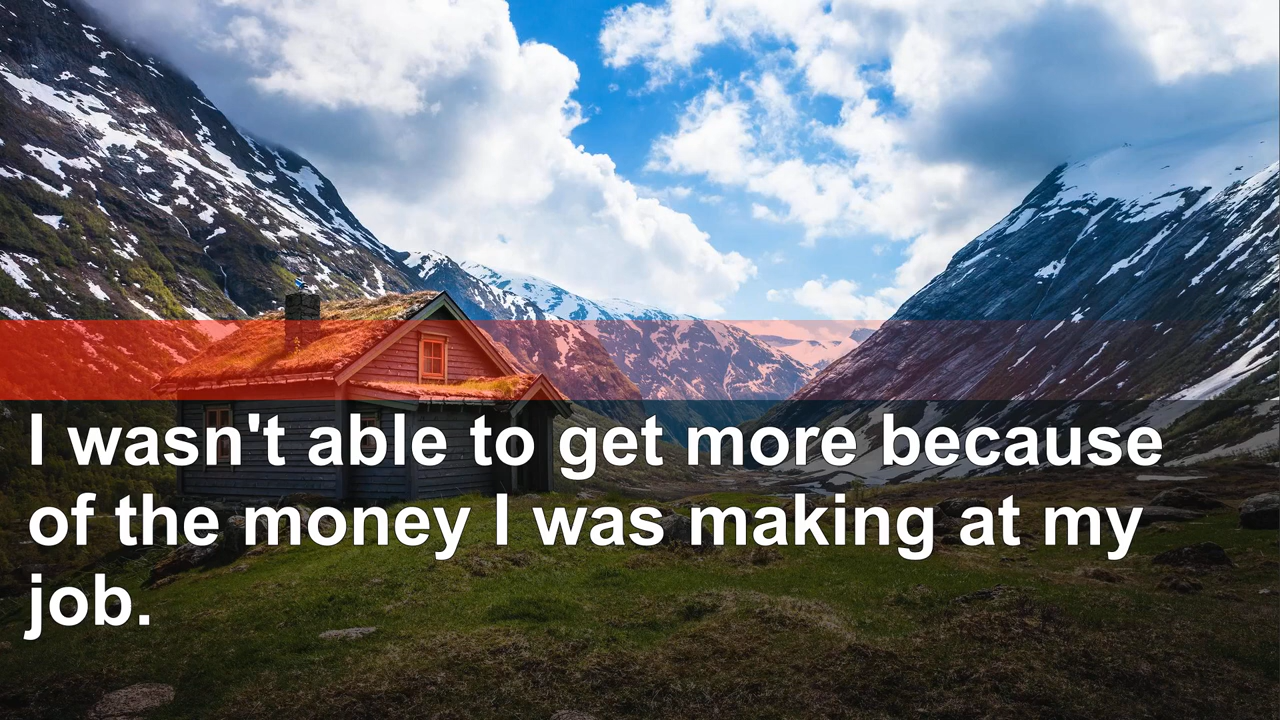 I wasn't able to get more because
of the money I was making at my
job.